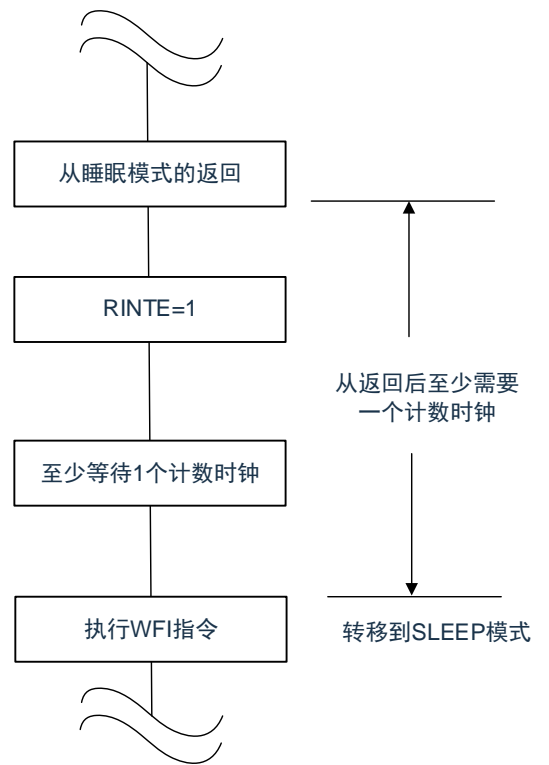 从睡眠模式的返回
RINTE=1
从返回后至少需要
一个计数时钟
至少等待1个计数时钟
执行WFI指令
转移到SLEEP模式